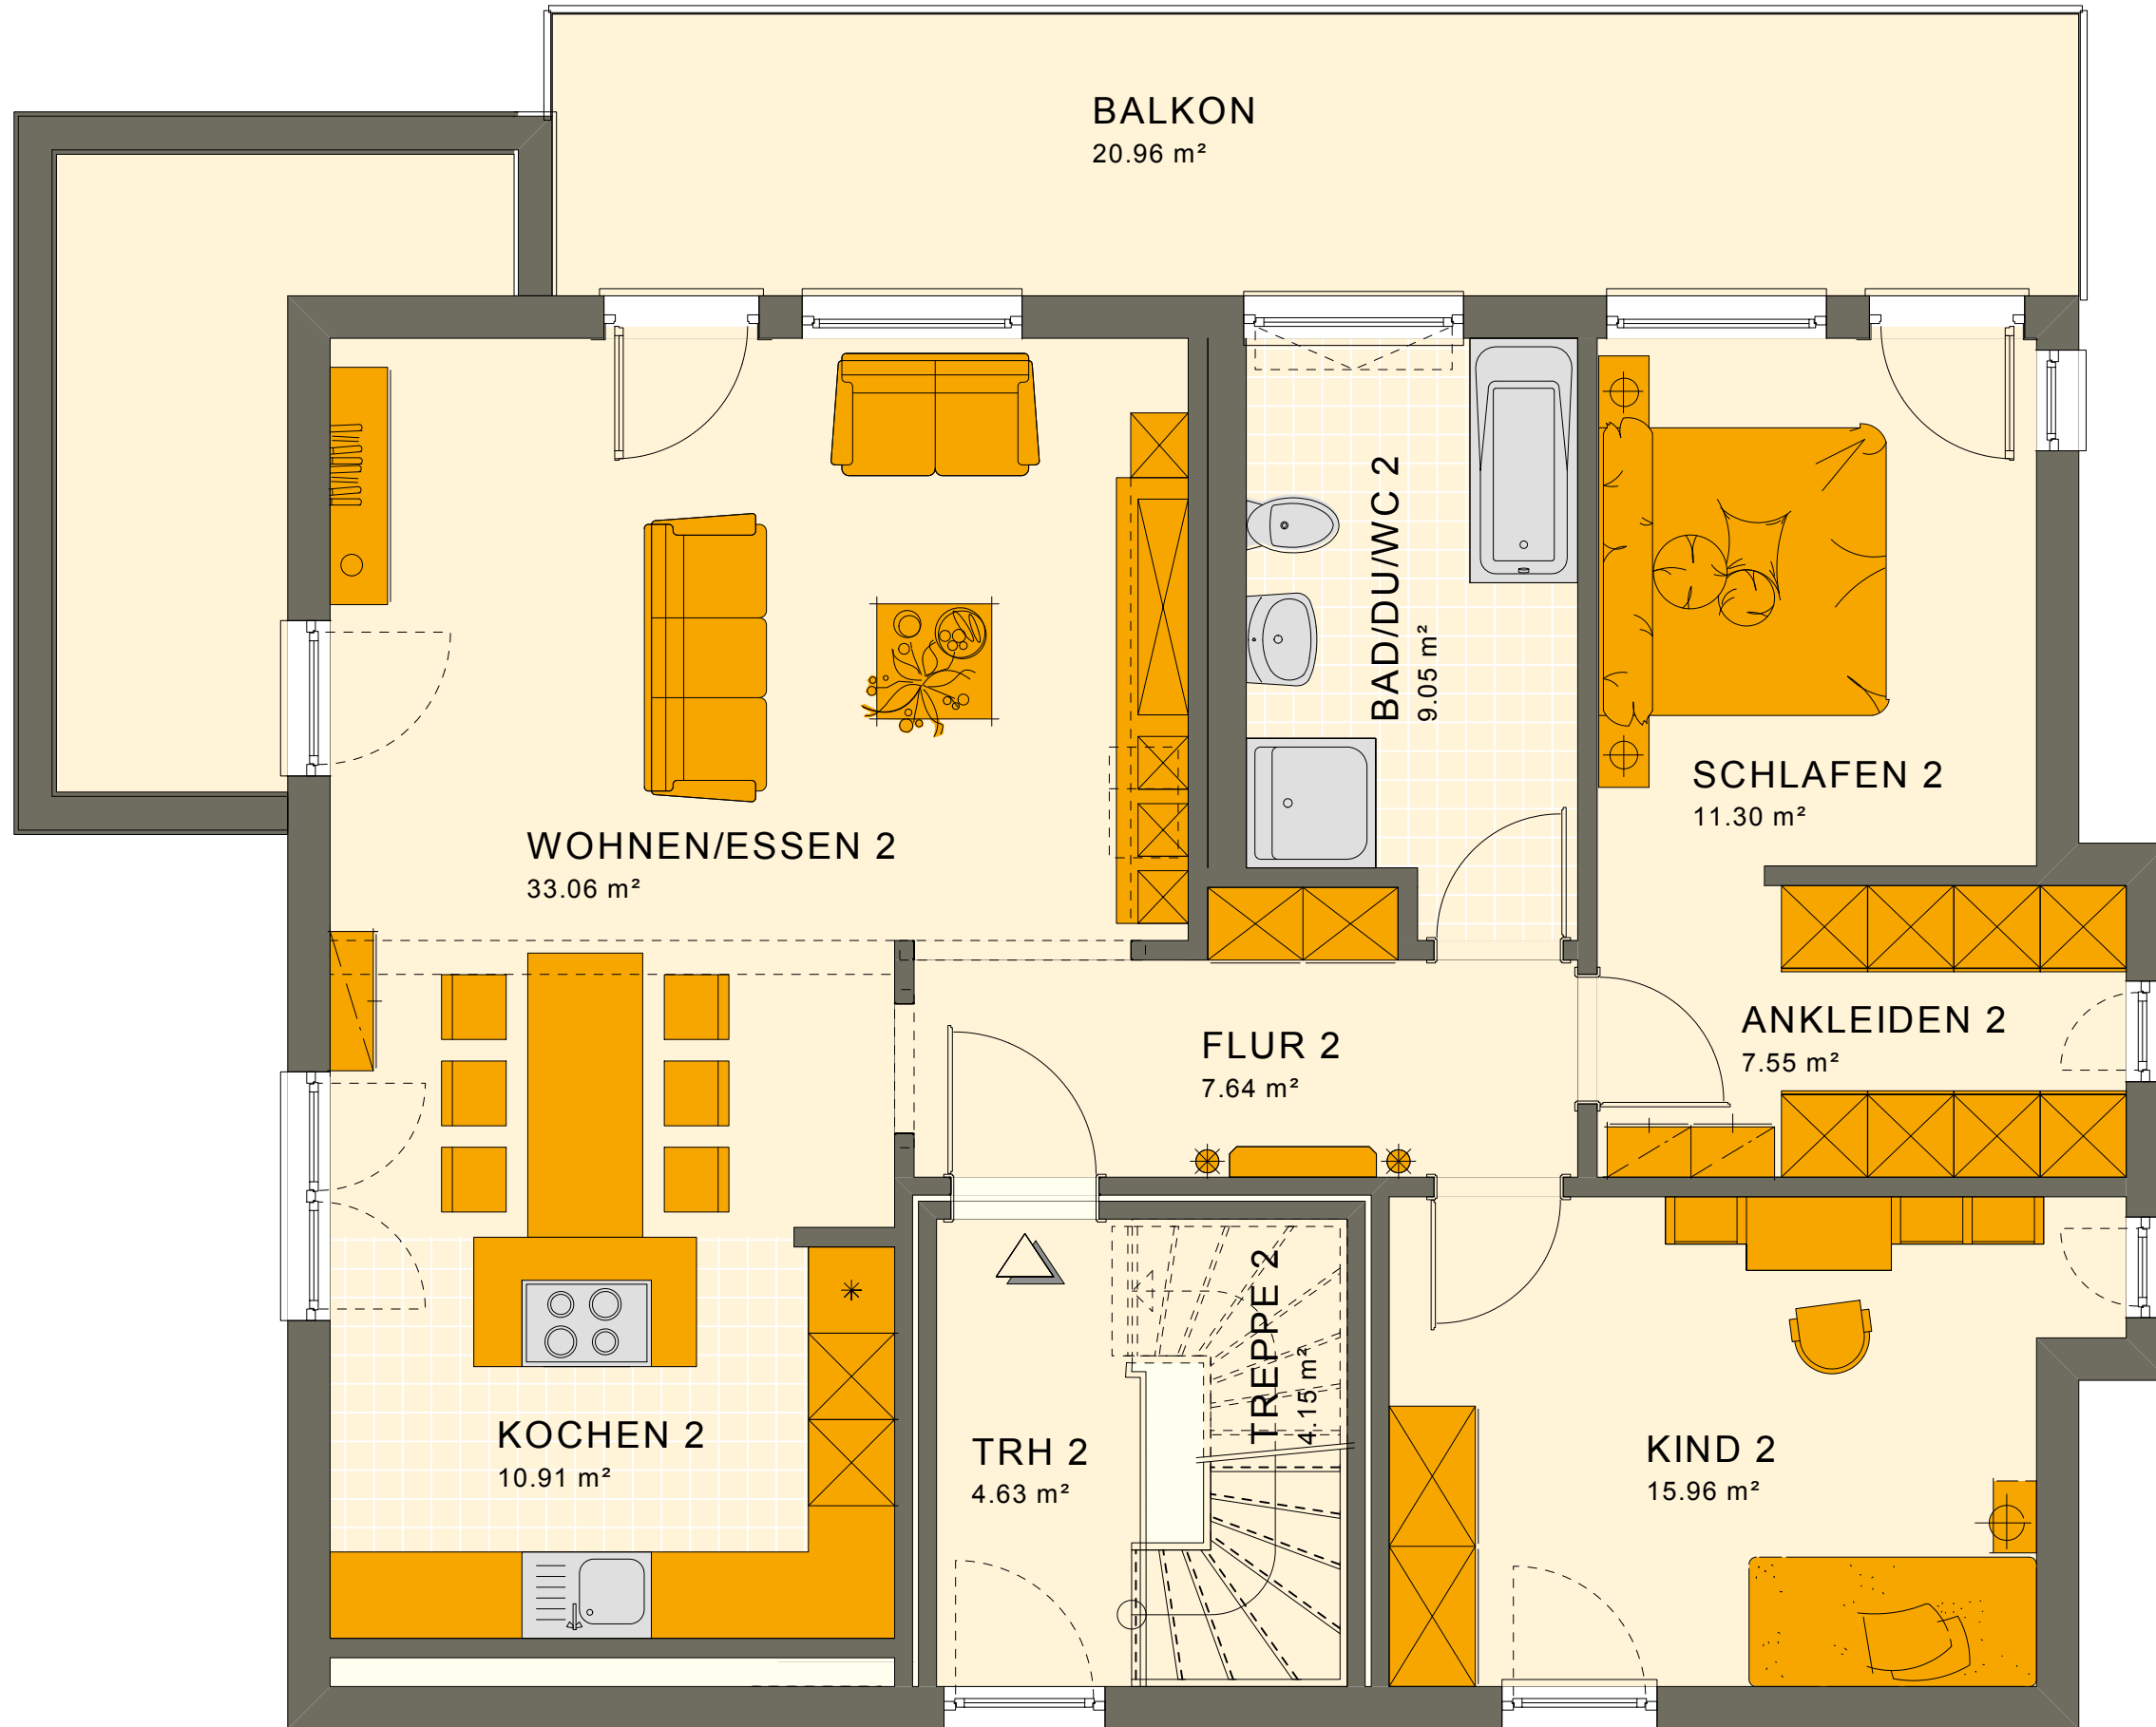 BALKON
20.96 m²
BAD/DU/WC 2
9.05 m²
SCHLAFEN 2
11.30 m²
WOHNEN/ESSEN 2
33.06 m²
ANKLEIDEN 2
7.55 m²
FLUR 2
7.64 m²
TREPPE 2
4.15 m²
KOCHEN 2
10.91 m²
TRH 2
4.63 m²
KIND 2
15.96 m²